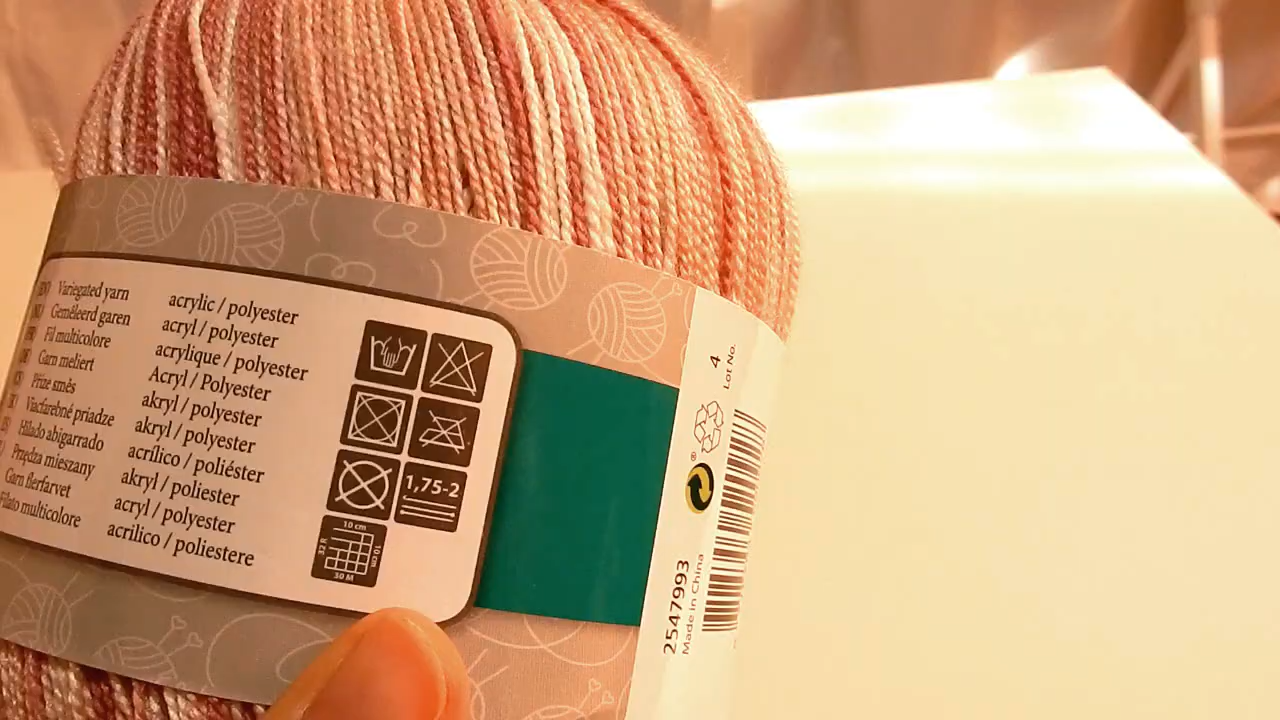 Variegated yarn acrylic / polyester
Gemêleerd garen acryl / polyester
Fil multicolore acrylique / polyester
Garn meliert Acryl / Polyester
Příze směs akryl / polyester
Viacfarebné priadze akryl / polyester
Hilado abigarrado acrílico / poliéster
Przędza mieszany akryl / poliester
Garn flerfarvet acryl / polyester
Filato multicolore acrilico / poliestere
1,75-2
10 cm
10 cm
32 R
30 M
4
Lot No.
®
2547993
Made in China